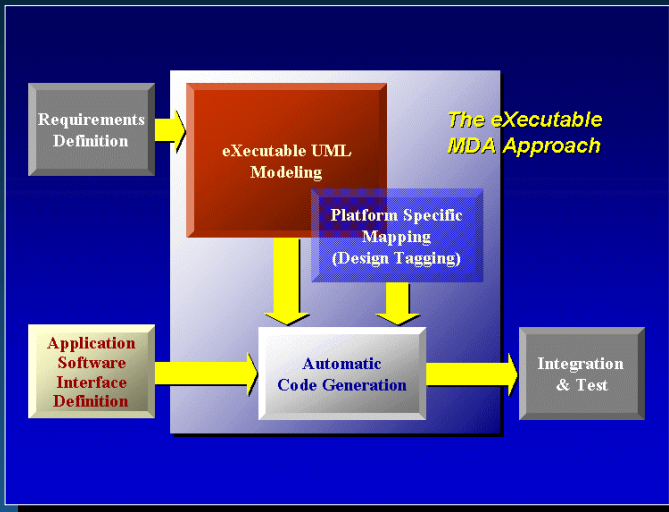 The eXecutable
MDA Approach
Requirements
Definition
eXecutable UML
Modeling
Platform Specific
Mapping
(Design Tagging)
Application
Software
Interface
Definition
Automatic
Code Generation
Integration
& Test